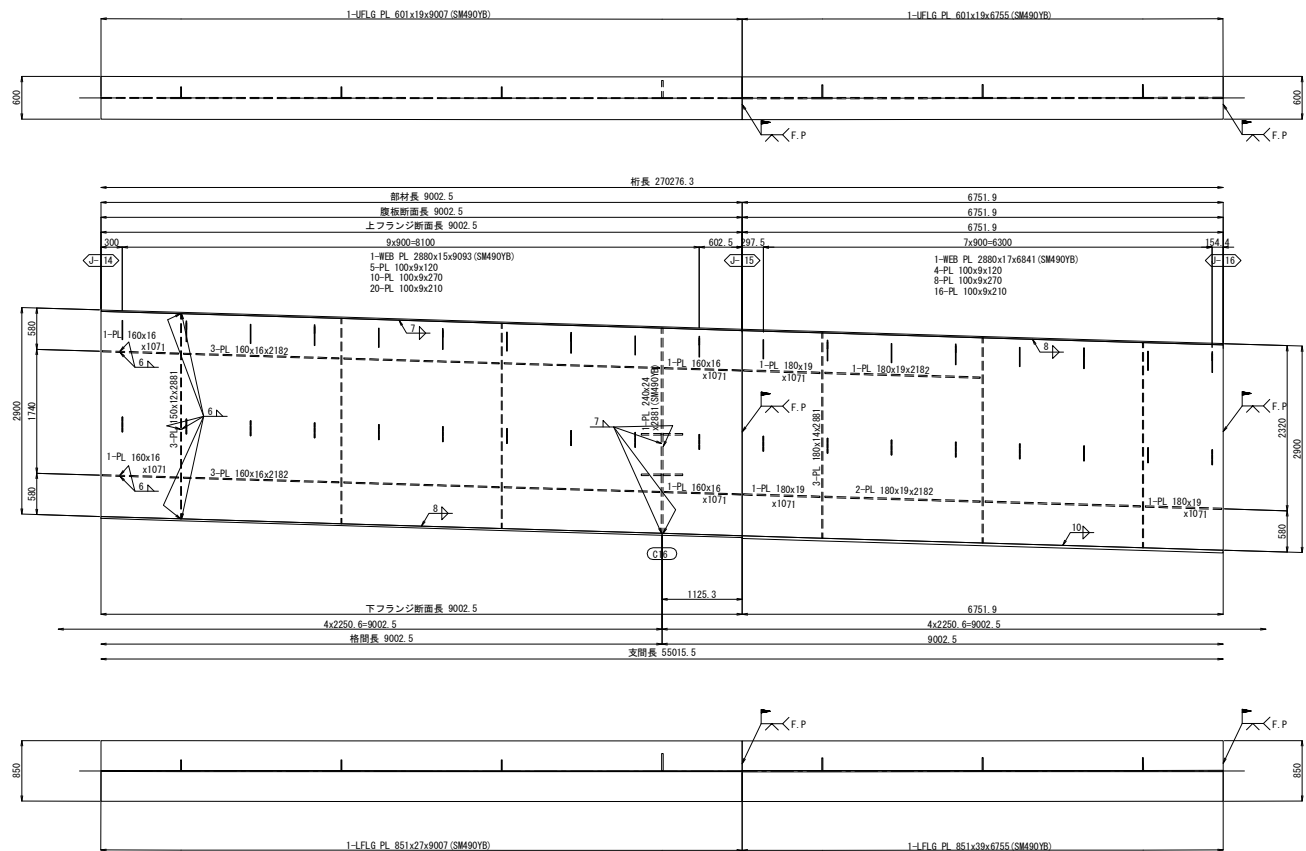 1-UFLG PL 601x19x9007(SM490YB)
1-UFLG PL 601x19x6755(SM490YB)
600
600
F.P
F.P
桁長 270276.3
部材長 9002.5
6751.9
腹板断面長 9002.5
6751.9
上フランジ断面長 9002.5
6751.9
300
9x900=8100
602.5
297.5
7x900=6300
154.4
J-14
1-WEB PL 2880x15x9093(SM490YB)
5-PL 100x9x120
10-PL 100x9x270
20-PL 100x9x210
J-15
1-WEB PL 2880x17x6841(SM490YB)
4-PL 100x9x120
8-PL 100x9x270
16-PL 100x9x210
J-16
580
1-PL 160x16
x1071
7
8
3-PL 160x16x2182
6
1-PL 160x16
x1071
1-PL 180x19
x1071
1-PL 180x19x2182
2900
1740
3-PL 150x12x2881
6
1-PL 240x24
x2881(SM490YB)
7
F.P
3-PL 180x14x2881
F.P
2320
2900
1-PL 160x16
x1071
3-PL 160x16x2182
6
1-PL 160x16
x1071
1-PL 180x19
x1071
2-PL 180x19x2182
1-PL 180x19
x1071
580
8
10
580
C16
1125.3
下フランジ断面長 9002.5
6751.9
4x2250.6=9002.5
4x2250.6=9002.5
格間長 9002.5
9002.5
支間長 55015.5
F.P
F.P
850
850
1-LFLG PL 851x27x9007(SM490YB)
1-LFLG PL 851x39x6755(SM490YB)